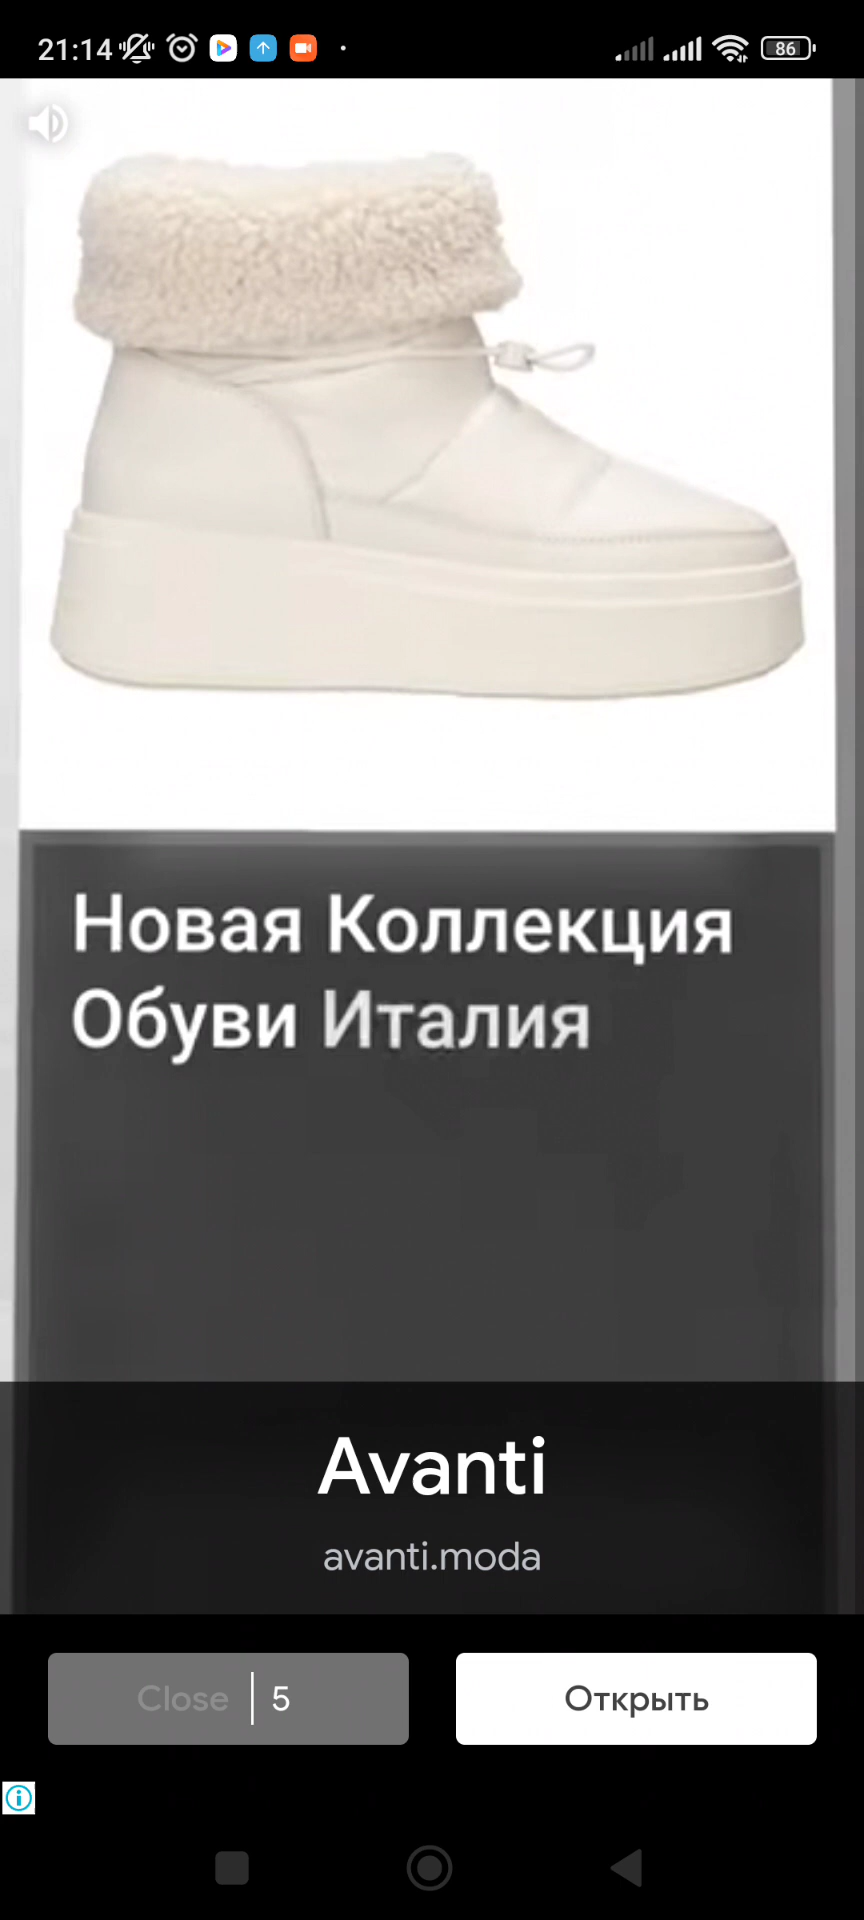 21:14
86
Новая Коллекция
Обуви Италия
Avanti
avanti.moda
Close | 5
Открыть